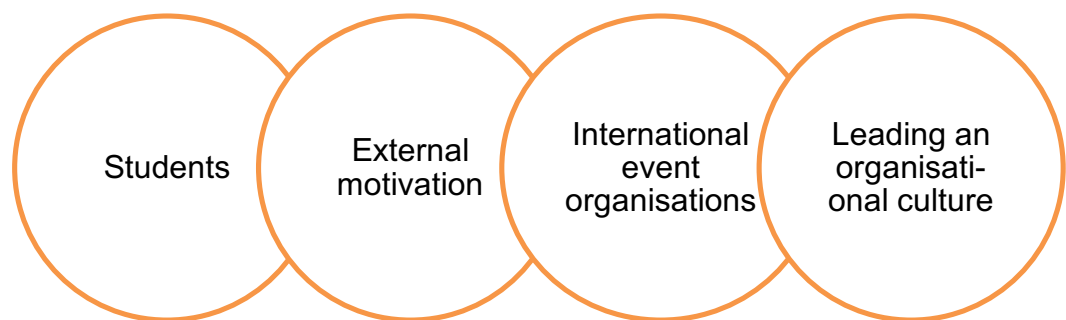 Students
External
motivation
International
event
organisations
Leading an
organisati-
onal culture